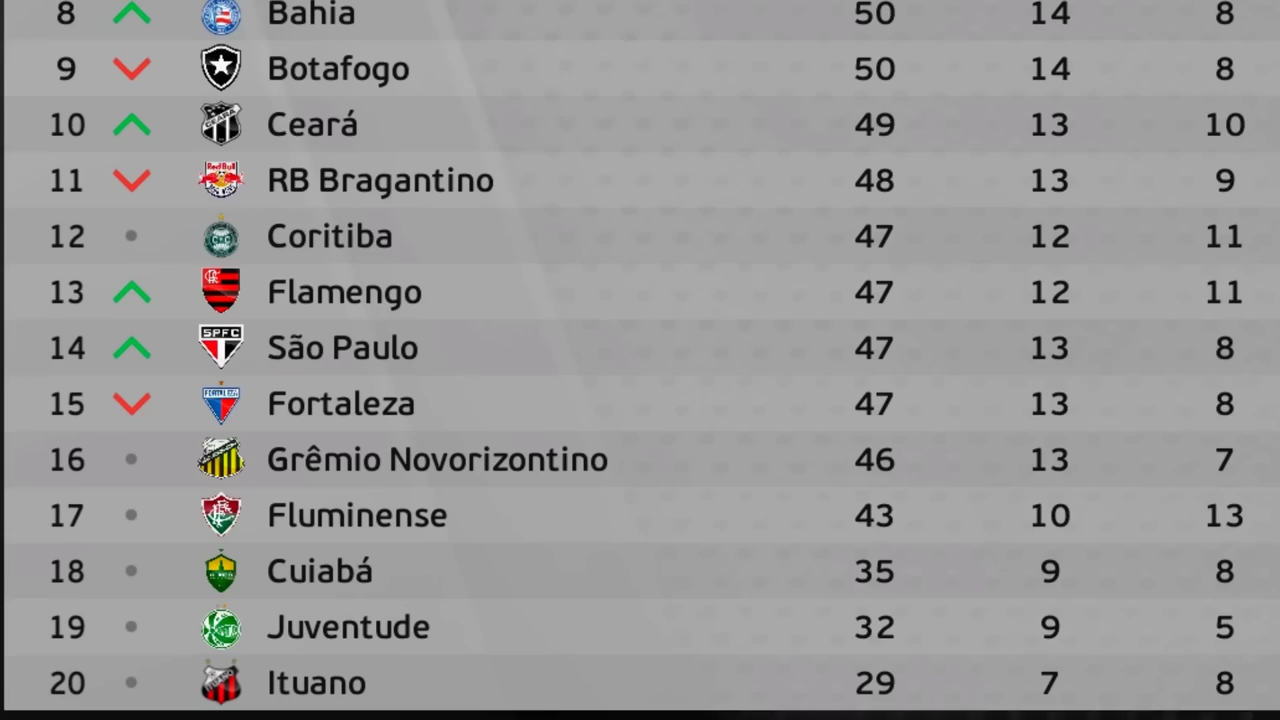 8 Bahia 50 14 8
9 Botafogo 50 14 8
10 Ceará 49 13 10
11 RB Bragantino 48 13 9
12 Coritiba 47 12 11
13 Flamengo 47 12 11
14 SPFC São Paulo 47 13 8
15 Fortaleza 47 13 8
16 Grêmio Novorizontino 46 13 7
17 Fluminense 43 10 13
18 Cuiabá 35 9 8
19 Juventude 32 9 5
20 Ituano 29 7 8